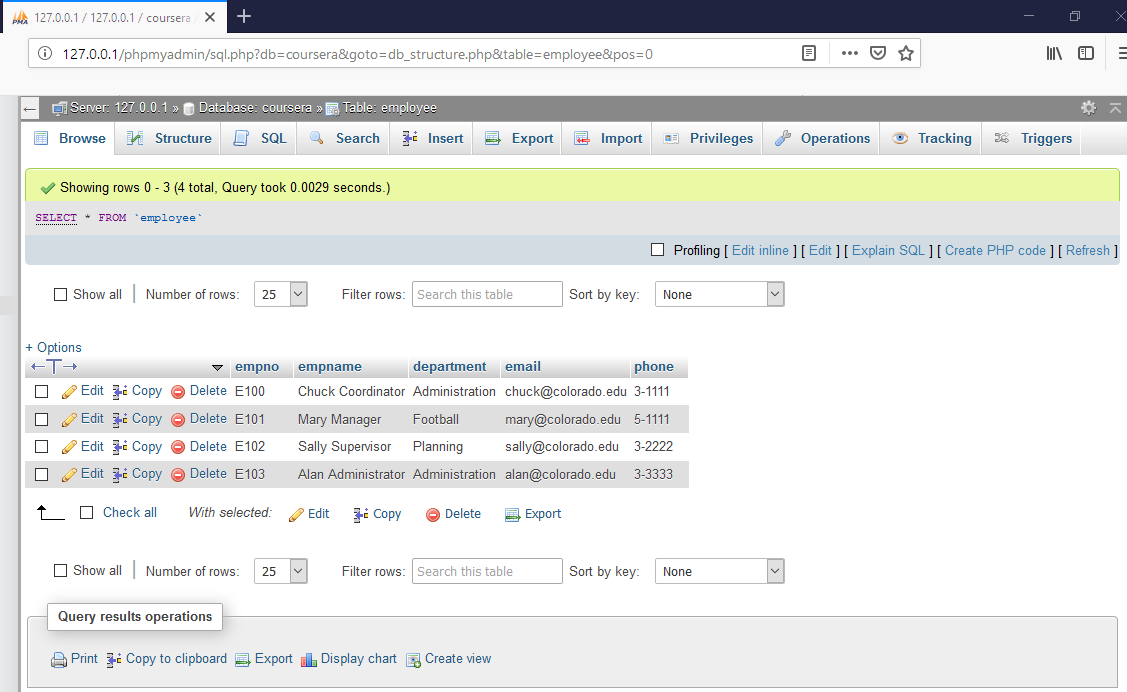 127.0.0.1 / 127.0.0.1 / coursera
127.0.0.1/phpmyadmin/sql.php?db=coursera&goto=db_structure.php&table=employee&pos=0
Server: 127.0.0.1 » Database: coursera » Table: employee
Browse Structure SQL Search Insert Export Import Privileges Operations Tracking Triggers
Showing rows 0 - 3 (4 total, Query took 0.0029 seconds.)
SELECT * FROM `employee`
Profiling [ Edit inline ] [ Edit ] [ Explain SQL ] [ Create PHP code ] [ Refresh ]
Show all Number of rows: 25 Filter rows: Search this table Sort by key: None
+ Options
empno empname department email phone
Edit Copy Delete E100 Chuck Coordinator Administration chuck@colorado.edu 3-1111
Edit Copy Delete E101 Mary Manager Football mary@colorado.edu 5-1111
Edit Copy Delete E102 Sally Supervisor Planning sally@colorado.edu 3-2222
Edit Copy Delete E103 Alan Administrator Administration alan@colorado.edu 3-3333
Check all With selected: Edit Copy Delete Export
Show all Number of rows: 25 Filter rows: Search this table Sort by key: None
Query results operations
Print Copy to clipboard Export Display chart Create view